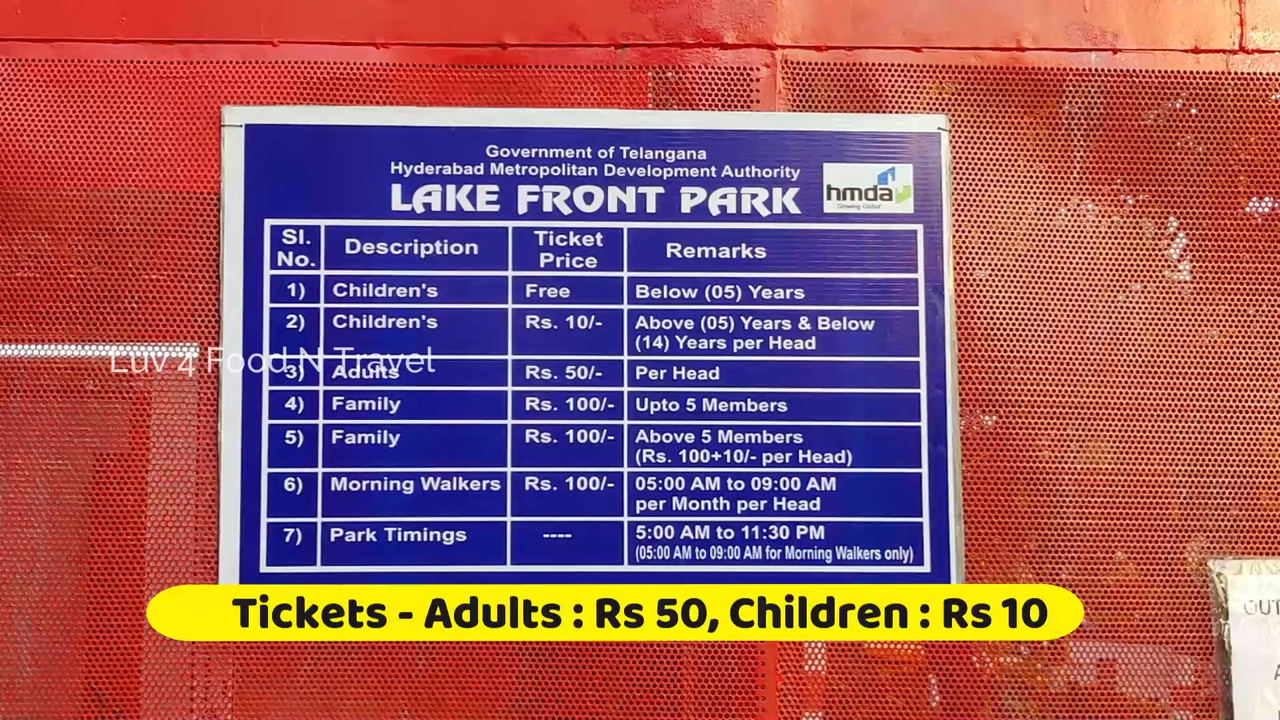 Government of Telangana
Hyderabad Metropolitan Development Authority
LAKE FRONT PARK
hmda
Sl. No. Description Ticket Price Remarks
1) Children's Free Below (05) Years
2) Children's Rs. 10/- Above (05) Years & Below
(14) Years per Head
Luv 4 Food N Travel
3) Adults Rs. 50/- Per Head
4) Family Rs. 100/- Upto 5 Members
5) Family Rs. 100/- Above 5 Members
(Rs. 100+10/- per Head)
6) Morning Walkers Rs. 100/- 05:00 AM to 09:00 AM
per Month per Head
7) Park Timings ---- 5:00 AM to 11:30 PM
(05:00 AM to 09:00 AM for Morning Walkers only)
Tickets - Adults : Rs 50, Children : Rs 10